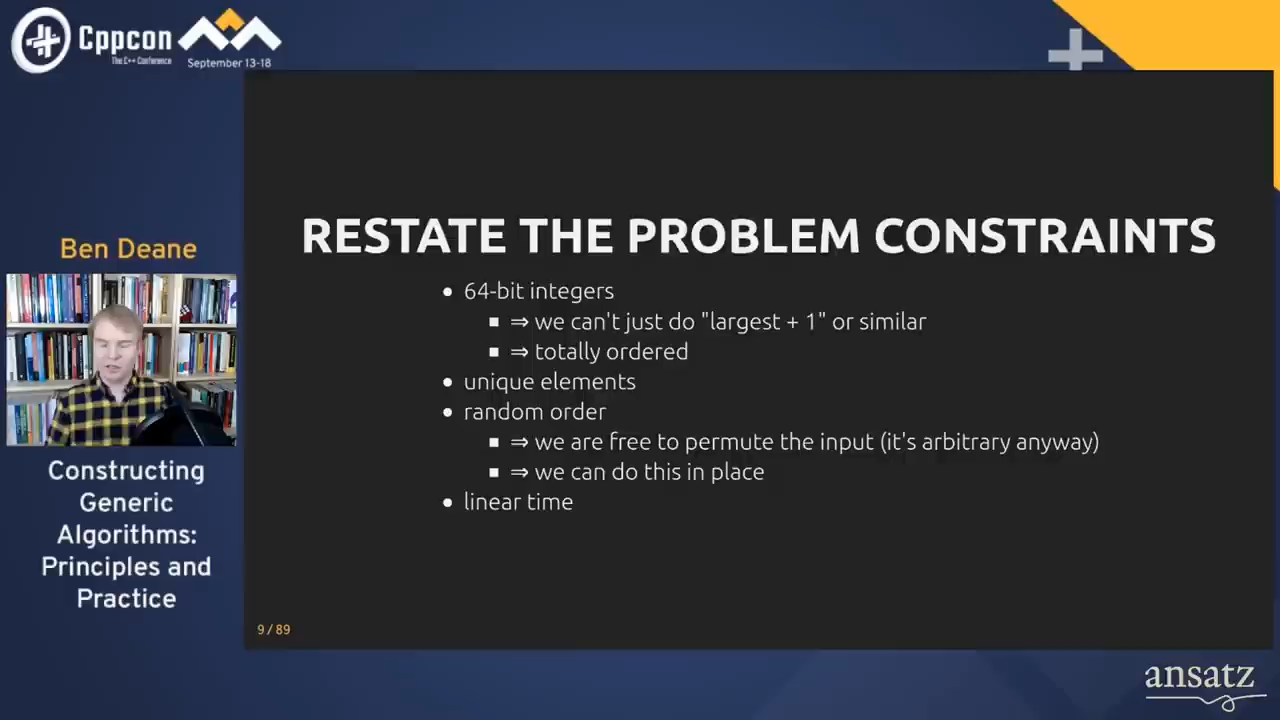 Cppcon
The C++ Conference
September 13-18
RESTATE THE PROBLEM CONSTRAINTS
• 64-bit integers
▪ ⇒ we can't just do "largest + 1" or similar
▪ ⇒ totally ordered
• unique elements
• random order
▪ ⇒ we are free to permute the input (it's arbitrary anyway)
▪ ⇒ we can do this in place
• linear time
9 / 89
Ben Deane
Constructing
Generic
Algorithms:
Principles and
Practice
ansatz